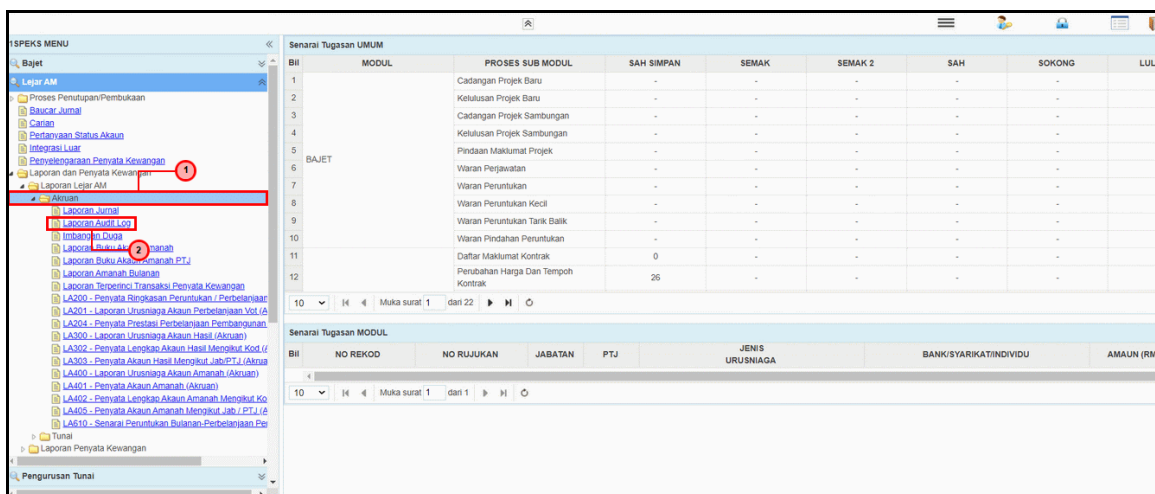 1SPEKS MENU
Bajet
Lejar AM
Proses Penutupan/Pembukaan
Baucar Jurnal
Carian
Pertanyaan Status Akaun
Integrasi Luar
Penyelengaraan Penyata Kewangan
Laporan dan Penyata Kewangan
1
Laporan Lejar AM
Akruan
Laporan Jurnal
Laporan Audit Log
Imbangan Duga
2
Laporan Buku Akaun Amanah PTJ
Laporan Amanah Bulanan
Laporan Terperinci Transaksi Penyata Kewangan
LA200 - Penyata Ringkasan Peruntukan / Perbelanjaan
LA201 - Laporan Urusniaga Akaun Perbelanjaan Vot (A
LA204 - Penyata Prestasi Perbelanjaan Pembangunan
LA300 - Laporan Urusniaga Akaun Hasil (Akruan)
LA302 - Penyata Lengkap Akaun Hasil Mengikut Kod (A
LA303 - Penyata Akaun Hasil Mengikut Jab/PTJ (Akrua
LA400 - Laporan Urusniaga Akaun Amanah (Akruan)
LA401 - Penyata Akaun Amanah (Akruan)
LA402 - Penyata Lengkap Akaun Amanah Mengikut Ko
LA405 - Penyata Akaun Amanah Mengikut Jab / PTJ (A
LA610 - Senarai Peruntukan Bulanan-Perbelanjaan Per
Tunai
Laporan Penyata Kewangan
Pengurusan Tunai
Senarai Tugasan UMUM
Bil MODUL PROSES SUB MODUL SAH SIMPAN SEMAK SEMAK 2 SAH SOKONG LUL
1 Cadangan Projek Baru - - - - -
2 Kelulusan Projek Baru - - - - -
3 Cadangan Projek Sambungan - - - - -
4 Kelulusan Projek Sambungan - - - - -
5 Pindaan Maklumat Projek - - - - -
BAJET
6 Waran Perjawatan - - - - -
7 Waran Peruntukan - - - - -
8 Waran Peruntukan Kecil - - - - -
9 Waran Peruntukan Tarik Balik - - - - -
10 Waran Pindahan Peruntukan - - - - -
11 Daftar Maklumat Kontrak 0 - - - -
12 Perubahan Harga Dan Tempoh Kontrak 26 - - - -
10 Muka surat 1 dari 22
Senarai Tugasan MODUL
Bil NO REKOD NO RUJUKAN JABATAN PTJ JENIS URUSNIAGA BANK/SYARIKAT/INDIVIDU AMAUN (RM
10 Muka surat 1 dari 1